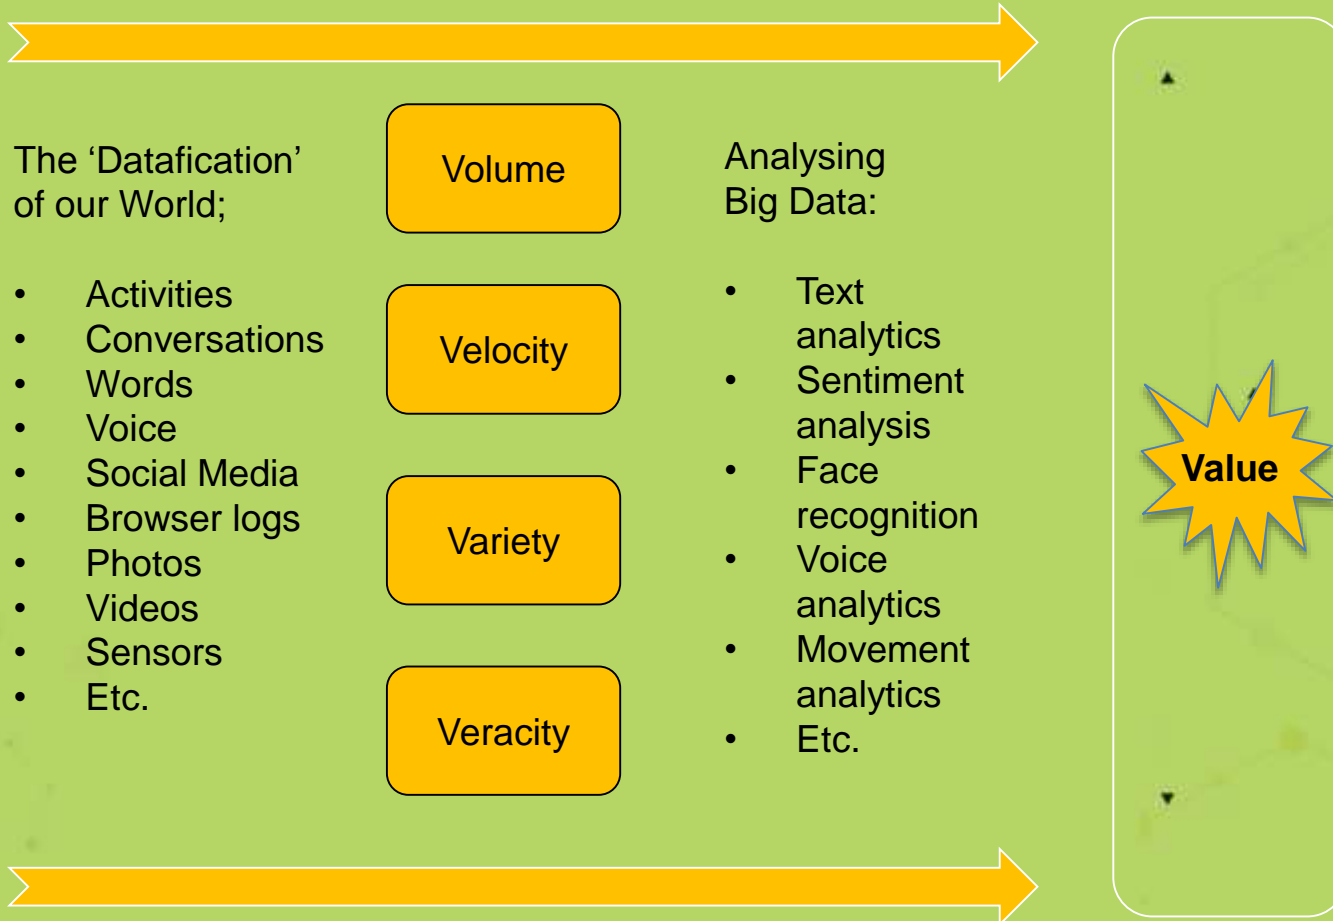 The ‘Datafication’
of our World;
• Activities
• Conversations
• Words
• Voice
• Social Media
• Browser logs
• Photos
• Videos
• Sensors
• Etc.
Volume
Velocity
Variety
Veracity
Analysing
Big Data:
• Text
analytics
• Sentiment
analysis
• Face
recognition
• Voice
analytics
• Movement
analytics
• Etc.
Value